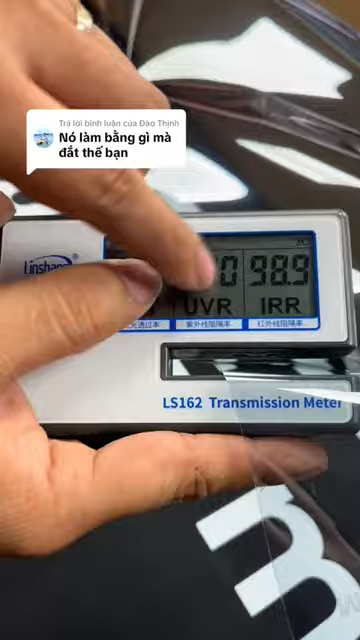 Trả lời bình luận của Đào Thịnh
Nó làm bằng gì mà
đắt thế bạn
98.9
UVR
IRR
紫外线阻隔率
红外线阻隔率
LS162 Transmission Meter
m